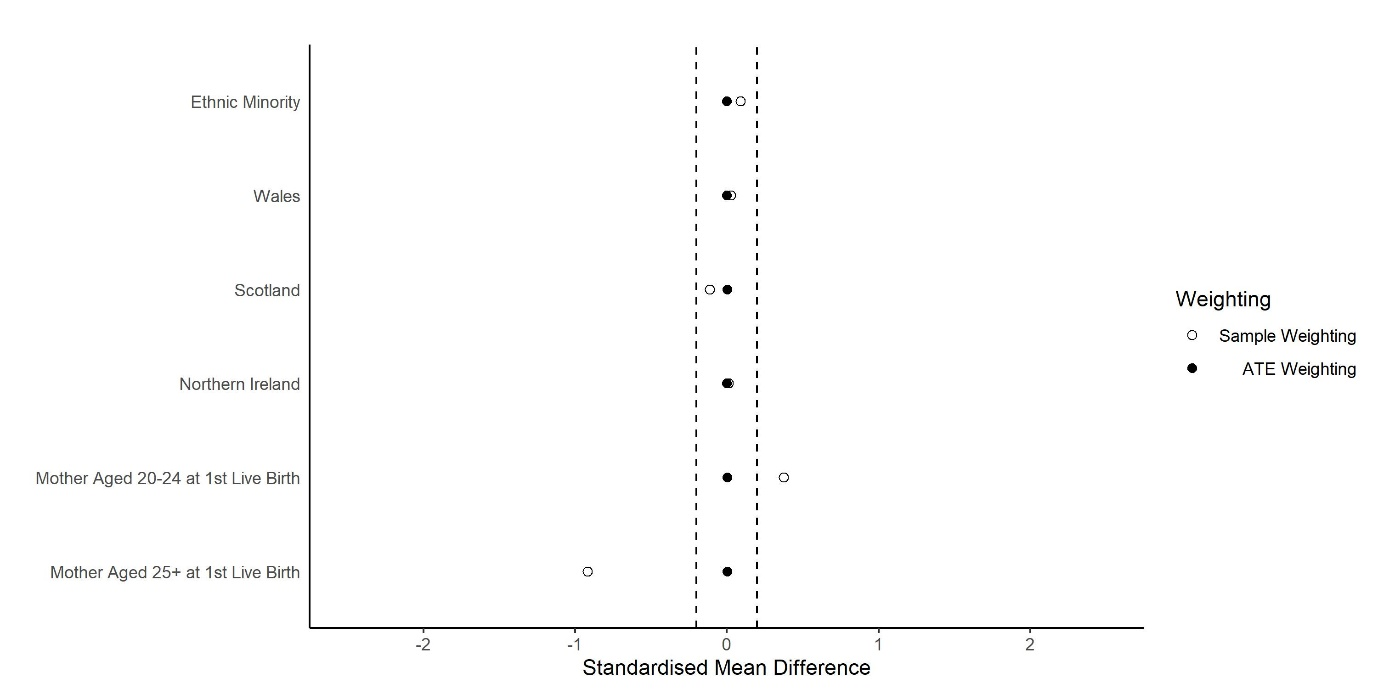 Ethnic Minority
Wales
Scotland
Northern Ireland
Mother Aged 20-24 at 1st Live Birth
Mother Aged 25+ at 1st Live Birth
-2 -1 0 1 2
Standardised Mean Difference
Weighting
Sample Weighting
ATE Weighting